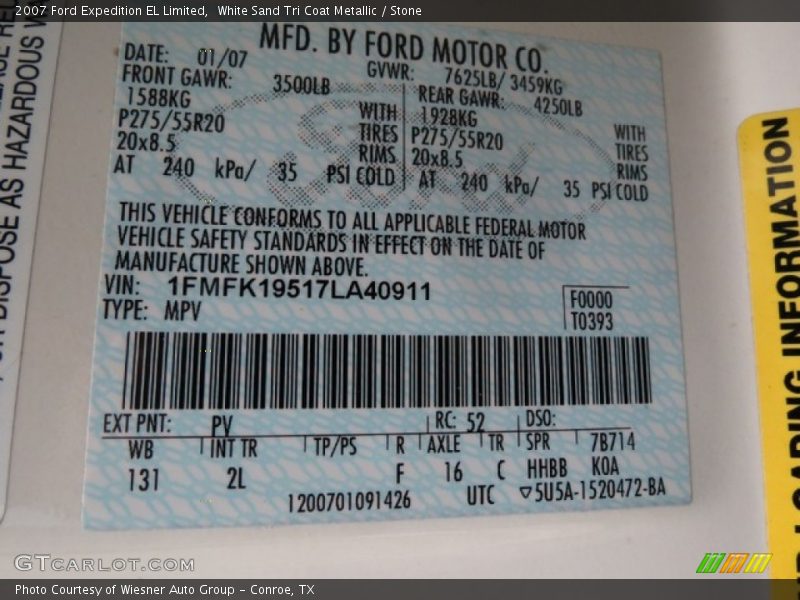 2007 Ford Expedition EL Limited, White Sand Tri Coat Metallic / Stone
MFD. BY FORD MOTOR CO.
DATE: 01/07 GVWR: 7625LB/ 3459KG
FRONT GAWR: 3500LB REAR GAWR: 4250LB
1588KG WITH 1928KG WITH
P275/55R20 TIRES P275/55R20 TIRES
20x8.5 RIMS 20x8.5 RIMS
AT 240 kPa/ 35 PSI COLD AT 240 kPa/ 35 PSI COLD
THIS VEHICLE CONFORMS TO ALL APPLICABLE FEDERAL MOTOR
VEHICLE SAFETY STANDARDS IN EFFECT ON THE DATE OF
MANUFACTURE SHOWN ABOVE.
VIN: 1FMFK19517LA40911
TYPE: MPV
F0000
T0393
EXT PNT: PV RC: 52 DSO:
WB INT TR TP/PS R AXLE TR SPR 7B714
131 2L F 16 C HHBB KOA
1200701091426 UTC ▽5U5A-1520472-BA
DISPOSE AS HAZARDOUS
LOADING INFORMATION
GTCARLOT.COM
Photo Courtesy of Wiesner Auto Group – Conroe, TX